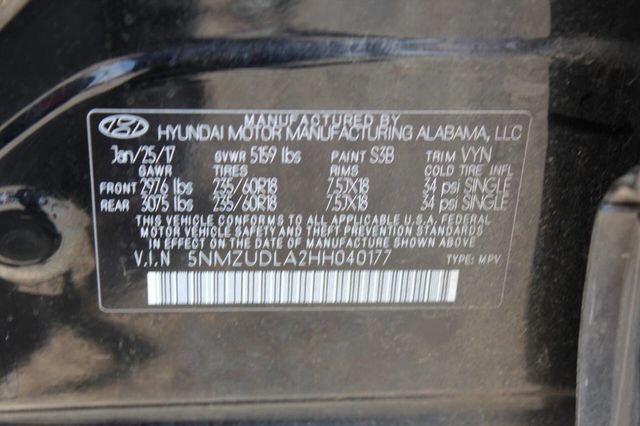 MANUFACTURED BY
HYUNDAI MOTOR MANUFACTURING ALABAMA, LLC
Jan/25/17 GVWR 5159 lbs PAINT S3B TRIM VYN
GAWR TIRES RIMS COLD TIRE INFL
FRONT 2976 lbs 235/60R18 7.5JX18 34 psi SINGLE
REAR 3075 lbs 235/60R18 7.5JX18 34 psi SINGLE
THIS VEHICLE CONFORMS TO ALL APPLICABLE U.S.A. FEDERAL
MOTOR VEHICLE SAFETY AND THEFT PREVENTION STANDARDS
IN EFFECT ON THE DATE OF MANUFACTURE SHOWN ABOVE.
V.I.N 5NMZUDLA2HH040177 TYPE: MPV